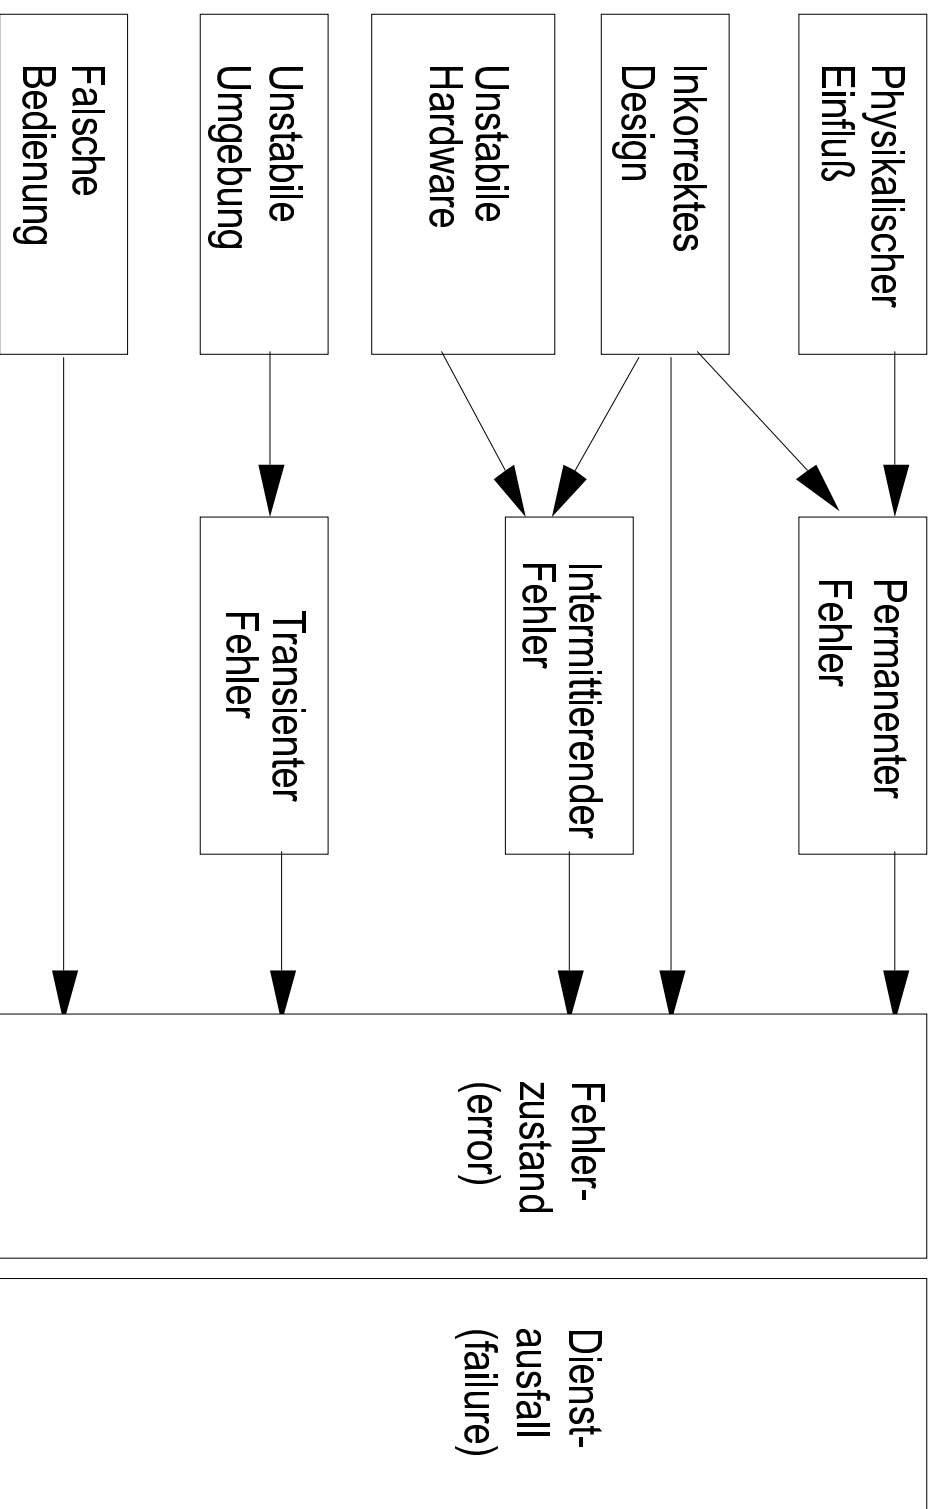 Physikalischer
Einfluß
Inkorrektes
Design
Unstabile
Hardware
Unstabile
Umgebung
Falsche
Bedienung
Permanenter
Fehler
Intermittierender
Fehler
Transienter
Fehler
Fehler-
zustand
(error)
Dienst-
ausfall
(failure)